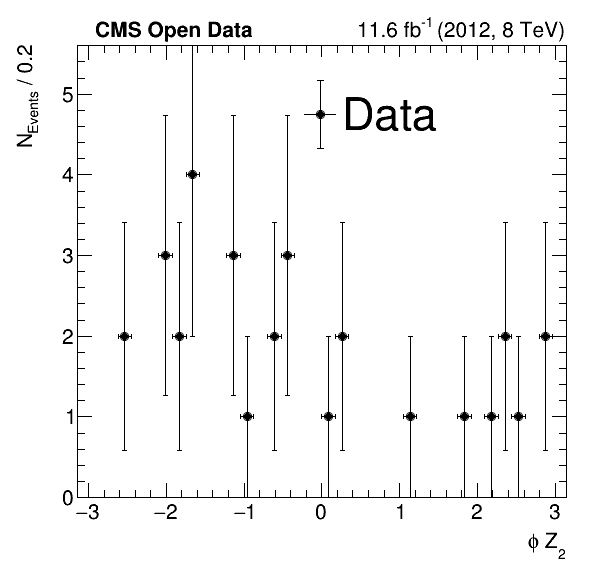 CMS Open Data 11.6 fb⁻¹ (2012, 8 TeV)
N_Events / 0.2
Data
5
4
3
2
1
0
−3 −2 −1 0 1 2 3
ϕ Z₂